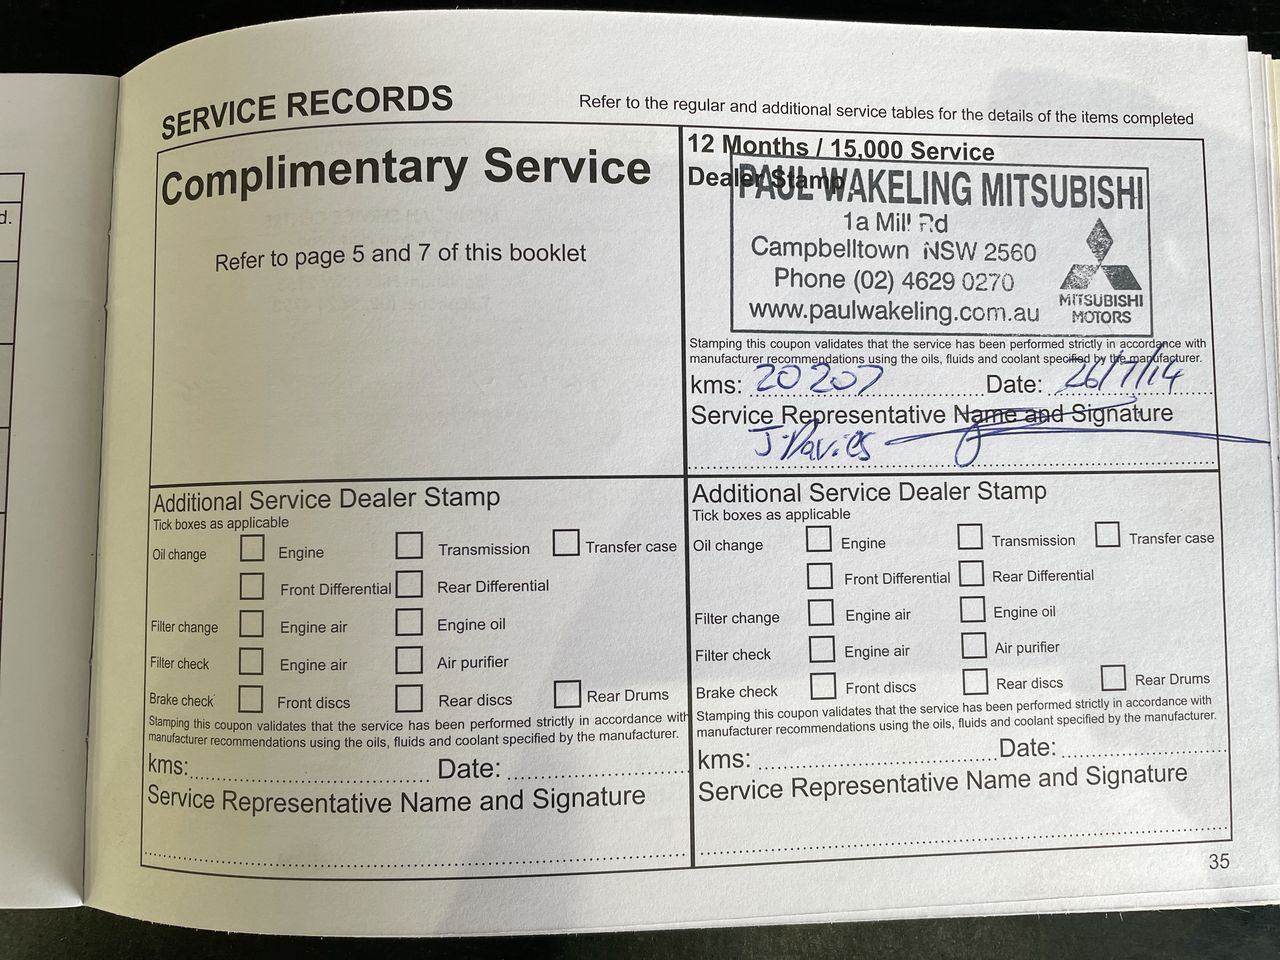 d.
SERVICE RECORDS
Refer to the regular and additional service tables for the details of the items completed
Complimentary Service
Refer to page 5 and 7 of this booklet
12 Months / 15,000 Service
Dealer Stamp
PAUL WAKELING MITSUBISHI
1a Mill Rd
Campbelltown NSW 2560
Phone (02) 4629 0270
www.paulwakeling.com.au
MITSUBISHI
MOTORS
Stamping this coupon validates that the service has been performed strictly in accordance with
manufacturer recommendations using the oils, fluids and coolant specified by the manufacturer.
kms: 20207 Date: 26/7/14
Service Representative Name and Signature
J. Davies
Additional Service Dealer Stamp
Tick boxes as applicable
Oil change Engine Transmission Transfer case
Front Differential Rear Differential
Filter change Engine air Engine oil
Filter check Engine air Air purifier
Brake check Front discs Rear discs Rear Drums
Stamping this coupon validates that the service has been performed strictly in accordance with
manufacturer recommendations using the oils, fluids and coolant specified by the manufacturer.
kms: Date:
Service Representative Name and Signature
Additional Service Dealer Stamp
Tick boxes as applicable
Oil change Engine Transmission Transfer case
Front Differential Rear Differential
Filter change Engine air Engine oil
Filter check Engine air Air purifier
Brake check Front discs Rear discs Rear Drums
Stamping this coupon validates that the service has been performed strictly in accordance with
manufacturer recommendations using the oils, fluids and coolant specified by the manufacturer.
kms: Date:
Service Representative Name and Signature
35